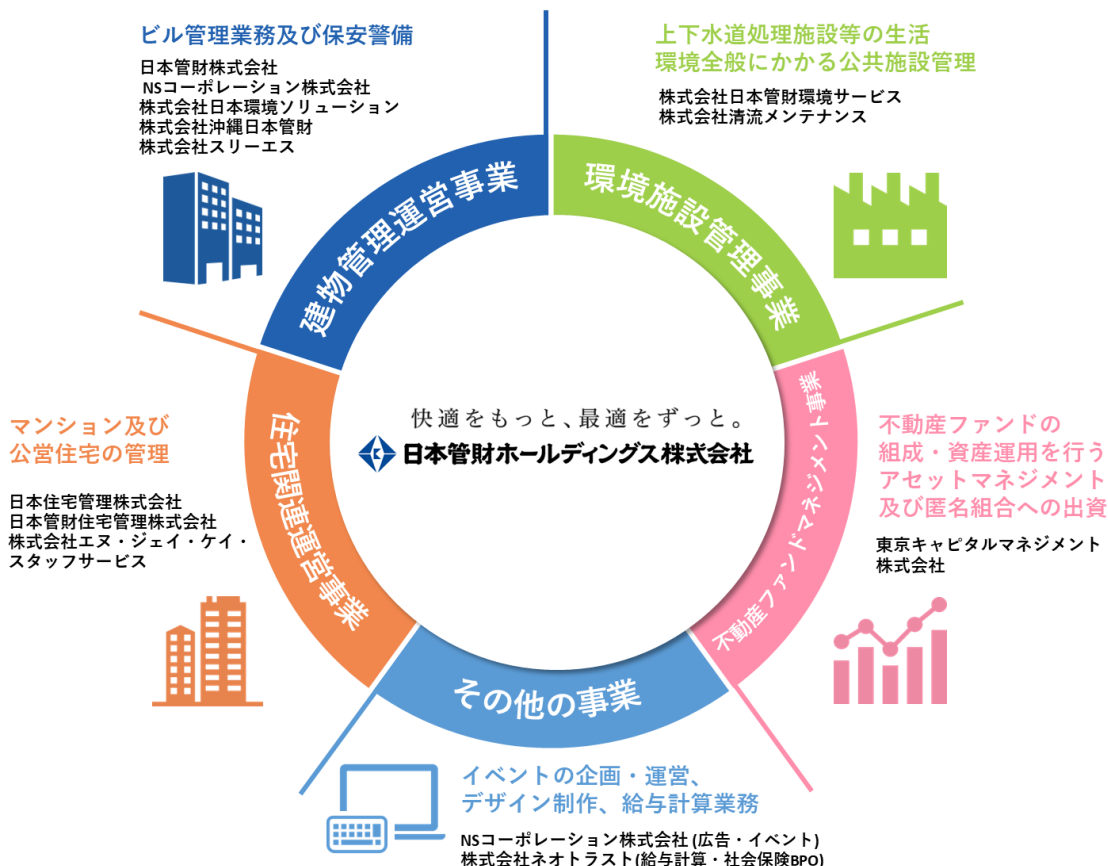 ビル管理業務及び保安警備
日本管財株式会社
NSコーポレーション株式会社
株式会社日本環境ソリューション
株式会社沖縄日本管財
株式会社スリーエス
上下水道処理施設等の生活
環境全般にかかる公共施設管理
株式会社日本管財環境サービス
株式会社清流メンテナンス
建物管理運営事業
環境施設管理事業
住宅関連運営事業
不動産ファンドマネジメント事業
その他の事業
快適をもっと、最適をずっと。
日本管財ホールディングス株式会社
マンション及び
公営住宅の管理
日本住宅管理株式会社
日本管財住宅管理株式会社
株式会社エヌ・ジェイ・ケイ・
スタッフサービス
不動産ファンドの
組成・資産運用を行う
アセットマネジメント
及び匿名組合への出資
東京キャピタルマネジメント
株式会社
イベントの企画・運営、
デザイン制作、給与計算業務
NSコーポレーション株式会社 (広告・イベント)
株式会社ネオトラスト(給与計算・社会保険BPO)